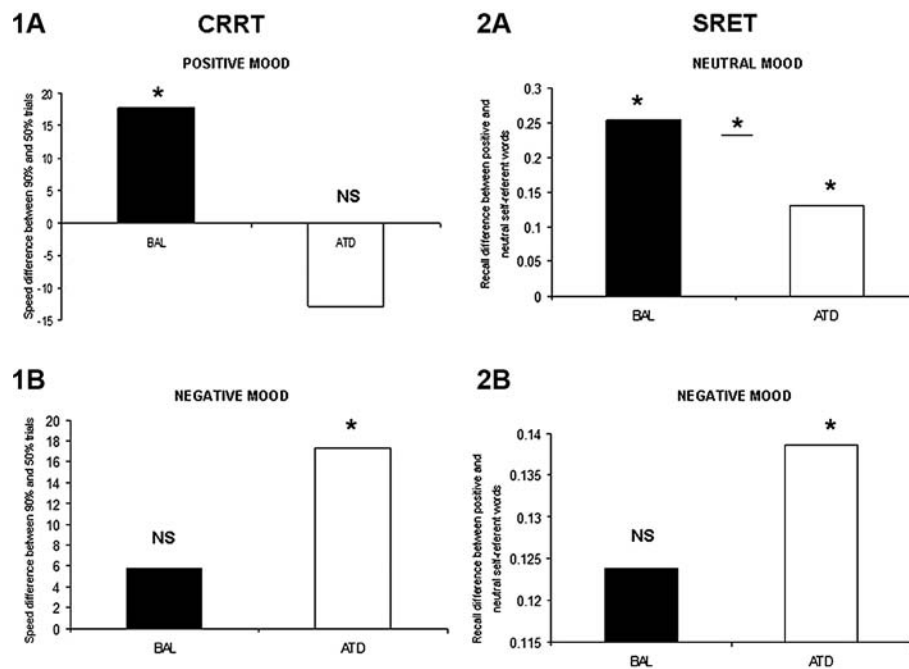 1A
CRRT
POSITIVE MOOD
Speed difference between 90% and 50% trials
20
15
10
5
0
-5
-10
-15
*
NS
BAL
ATD
2A
SRET
NEUTRAL MOOD
Recall difference between positive and
neutral self-referent words
0.3
0.25
0.2
0.15
0.1
0.05
0
*
*
*
BAL
ATD
1B
NEGATIVE MOOD
Speed difference between 90% and 50% trials
20
18
16
14
12
10
8
6
4
2
0
NS
*
BAL
ATD
2B
NEGATIVE MOOD
Recall difference between positive and
neutral self-referent words
0.14
0.135
0.13
0.125
0.12
0.115
NS
*
BAL
ATD